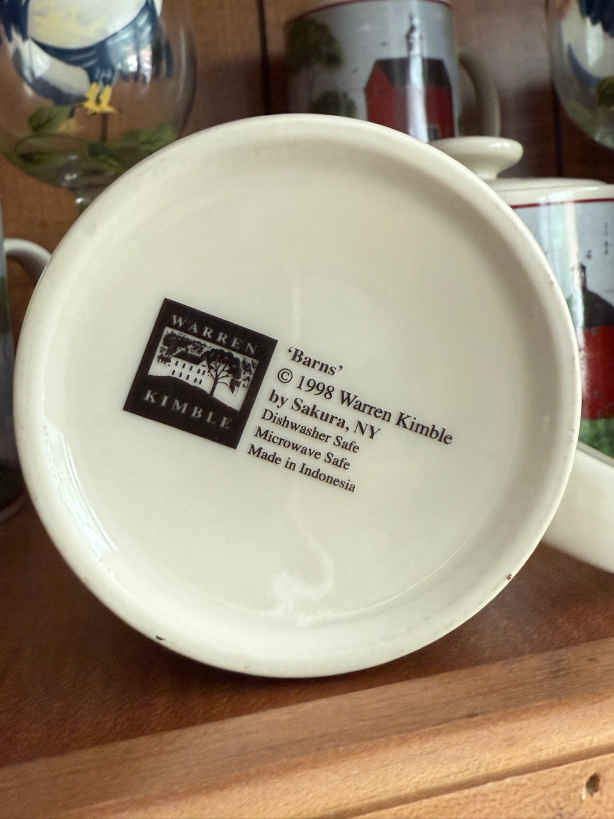 WARREN
KIMBLE
‘Barns’
© 1998 Warren Kimble
by Sakura, NY
Dishwasher Safe
Microwave Safe
Made in Indonesia